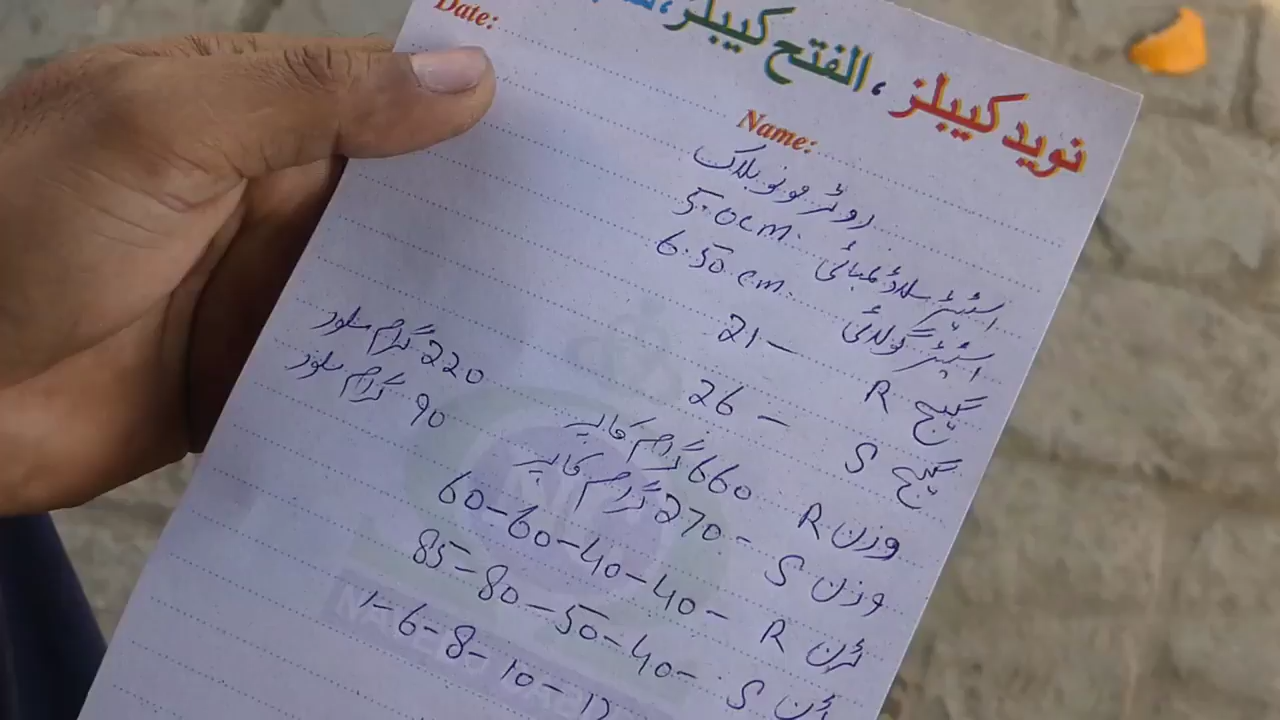 نوید کیبلز، الفتح کیبلز،
Date:
Name:
روٹر مونو بلاک
اسٹیٹر سلاٹ لمبائی 5.0cm.
اسٹیٹر گولائی 6.50.cm.
گیج R 21 –
گیج S 26 –
وزن R 660 گرام کاپر 220 گرام سلور
وزن S 270 گرام کاپر 90 گرام سلور
ٹرن R 60-60-40-40 –
ٹرن S 85-80-50-40 –
1-6-8-10-12